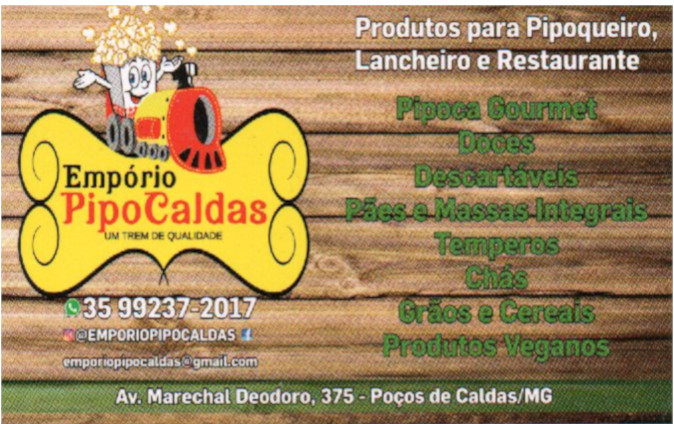 Produtos para Pipoqueiro,
Lancheiro e Restaurante
Pipoca Gourmet
Doces
Descartáveis
Pães e Massas Integrais
Temperos
Chás
Grãos e Cereais
Produtos Veganos
Empório
PipoCaldas
UM TREM DE QUALIDADE
35 99237-2017
@EMPORIOPIPOCALDAS
emporiopipocaldas@gmail.com
Av. Marechal Deodoro, 375 - Poços de Caldas/MG